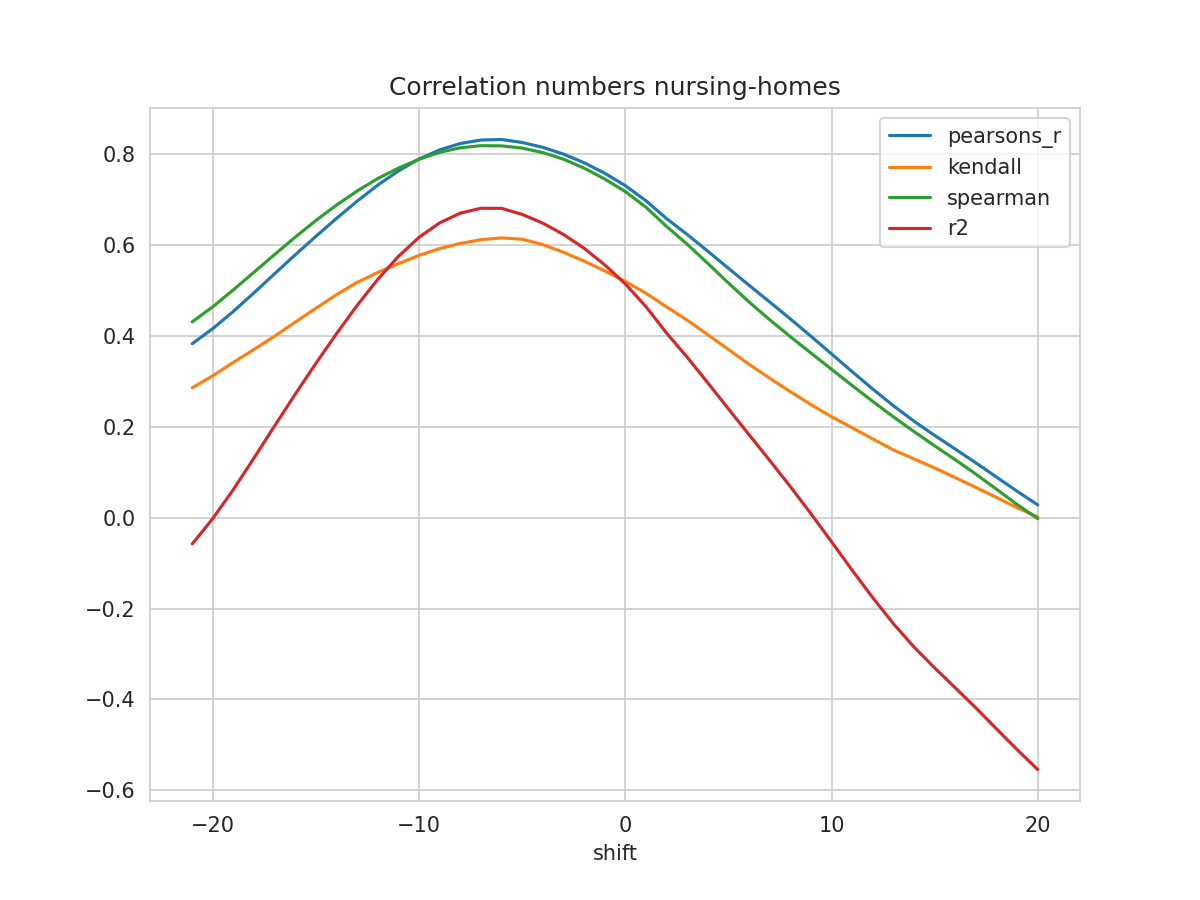 Correlation numbers nursing-homes
pearsons_r
kendall
spearman
r2
0.8
0.6
0.4
0.2
0.0
−0.2
−0.4
−0.6
−20
−10
0
10
20
shift